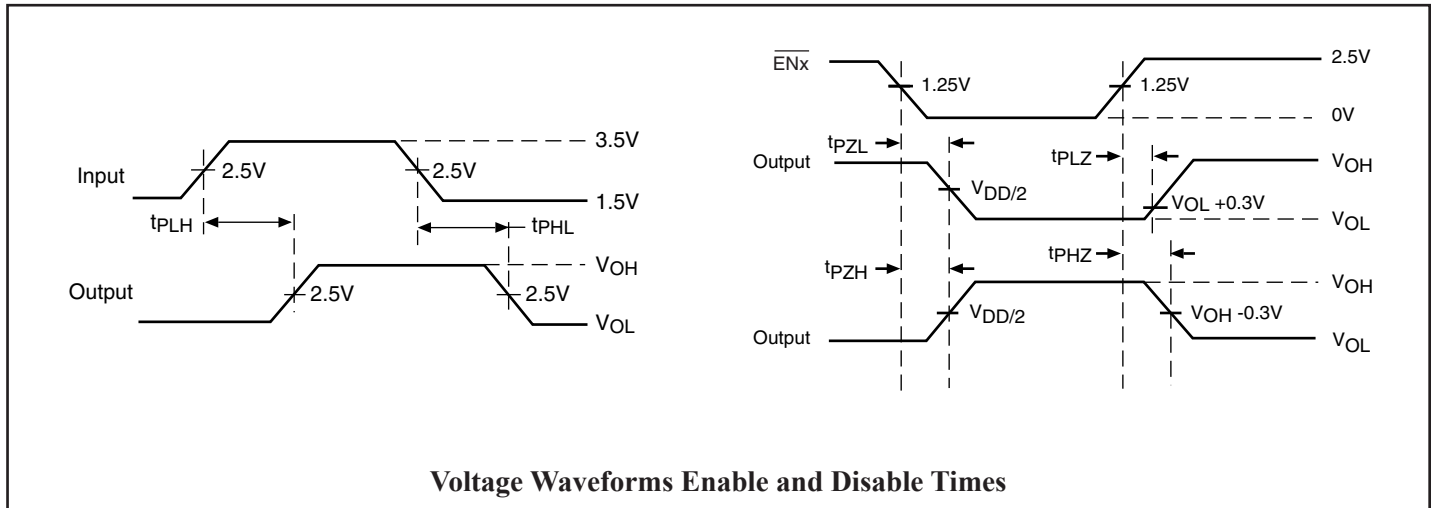 Input
2.5V
2.5V
3.5V
1.5V
tPLH
tPHL
Output
2.5V
2.5V
VOH
VOL
ENx
1.25V
1.25V
2.5V
0V
tPZL
tPLZ
Output
VDD/2
VOL +0.3V
VOH
VOL
tPZH
tPHZ
Output
VDD/2
VOH -0.3V
VOH
VOL
Voltage Waveforms Enable and Disable Times